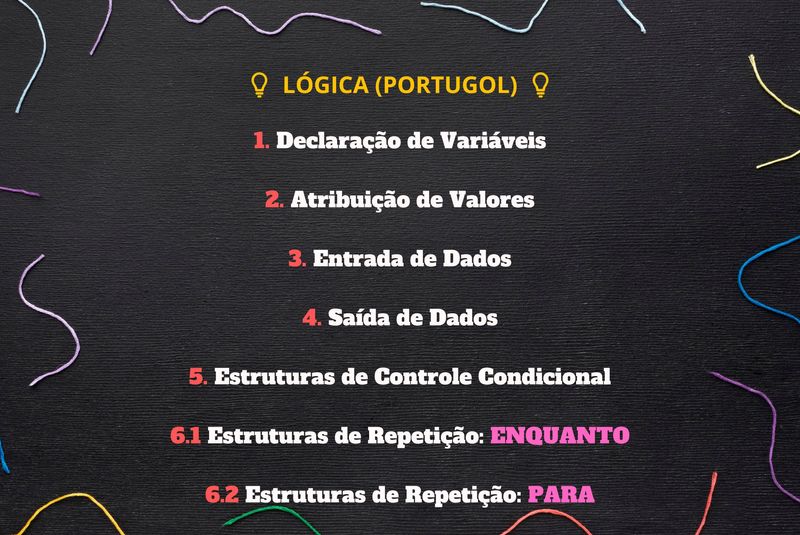 LÓGICA (PORTUGOL)
1. Declaração de Variáveis
2. Atribuição de Valores
3. Entrada de Dados
4. Saída de Dados
5. Estruturas de Controle Condicional
6.1 Estruturas de Repetição: ENQUANTO
6.2 Estruturas de Repetição: PARA